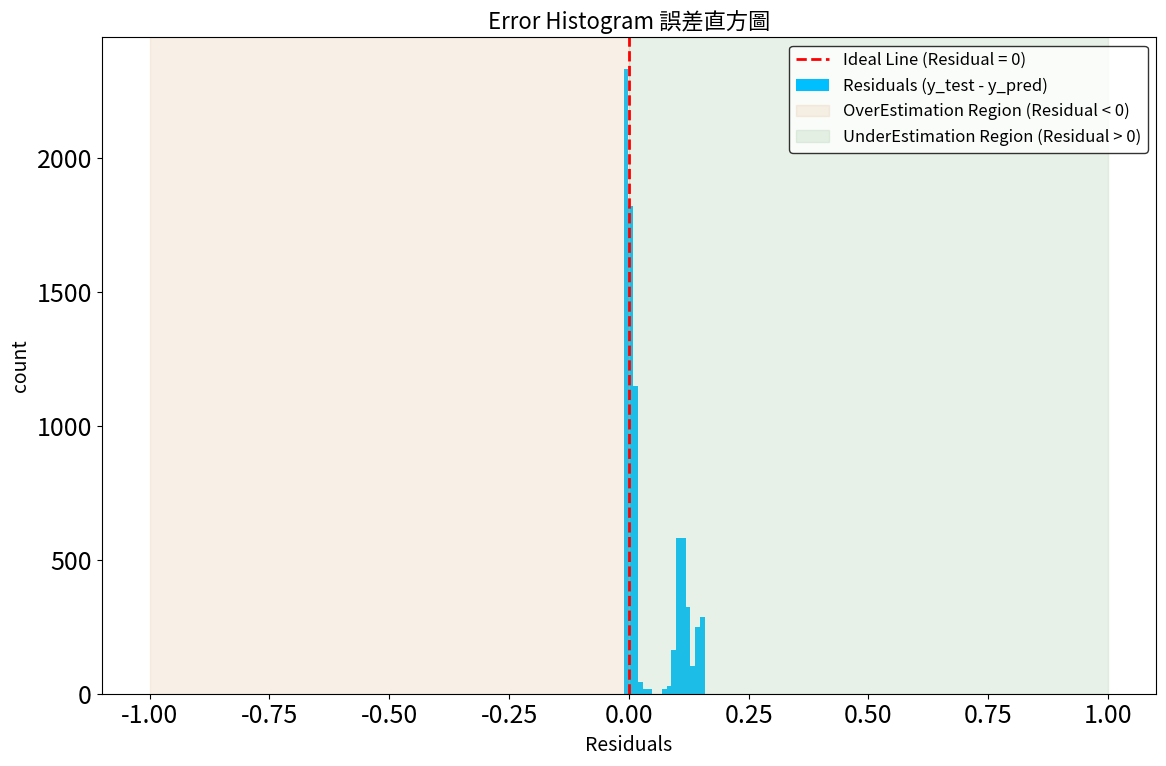 Error Histogram 誤差直方圖
Ideal Line (Residual = 0)
Residuals (y_test - y_pred)
OverEstimation Region (Residual < 0)
UnderEstimation Region (Residual > 0)
count
2000
1500
1000
500
0
-1.00 -0.75 -0.50 -0.25 0.00 0.25 0.50 0.75 1.00
Residuals